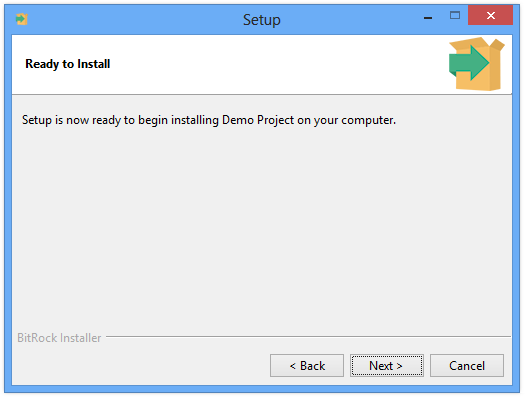 Setup
Ready to Install
Setup is now ready to begin installing Demo Project on your computer.
BitRock Installer
< Back
Next >
Cancel